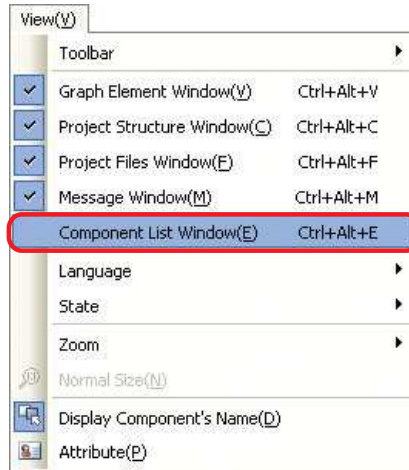 View(V)
Toolbar
Graph Element Window(V) Ctrl+Alt+V
Project Structure Window(C) Ctrl+Alt+C
Project Files Window(F) Ctrl+Alt+F
Message Window(M) Ctrl+Alt+M
Component List Window(E) Ctrl+Alt+E
Language
State
Zoom
Normal Size(N)
Display Component's Name(D)
Attribute(P)